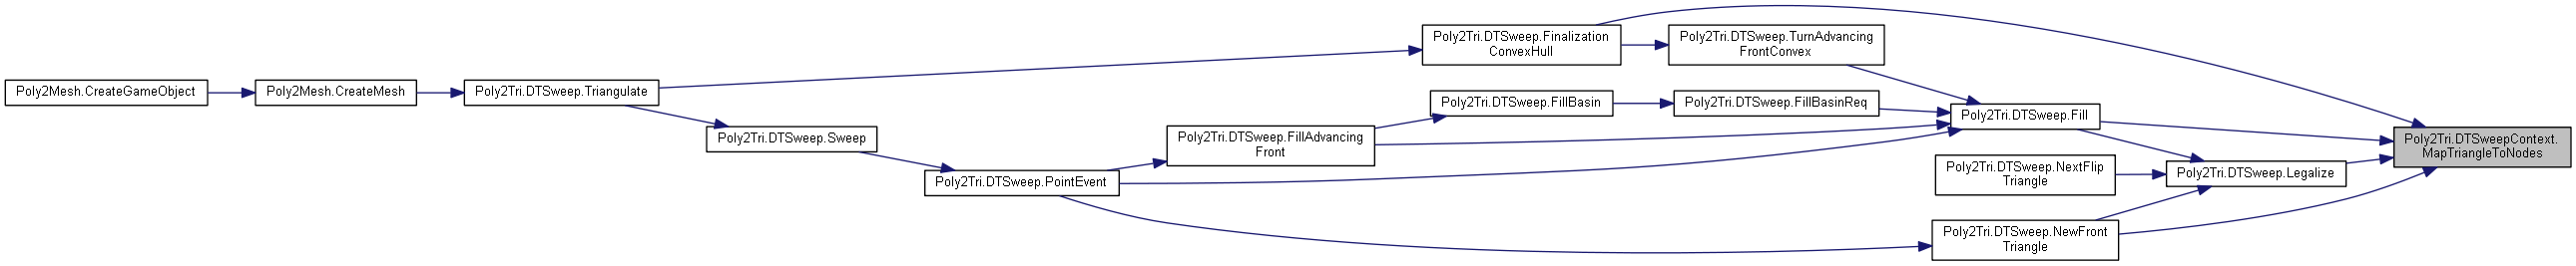 Poly2Mesh.CreateGameObject
Poly2Mesh.CreateMesh
Poly2Tri.DTSweep.Triangulate
Poly2Tri.DTSweep.Finalization
ConvexHull
Poly2Tri.DTSweep.TurnAdvancing
FrontConvex
Poly2Tri.DTSweep.Sweep
Poly2Tri.DTSweep.PointEvent
Poly2Tri.DTSweep.FillAdvancing
Front
Poly2Tri.DTSweep.FillBasin
Poly2Tri.DTSweep.FillBasinReq
Poly2Tri.DTSweep.Fill
Poly2Tri.DTSweep.NextFlip
Triangle
Poly2Tri.DTSweep.Legalize
Poly2Tri.DTSweep.NewFront
Triangle
Poly2Tri.DTSweepContext.
MapTriangleToNodes